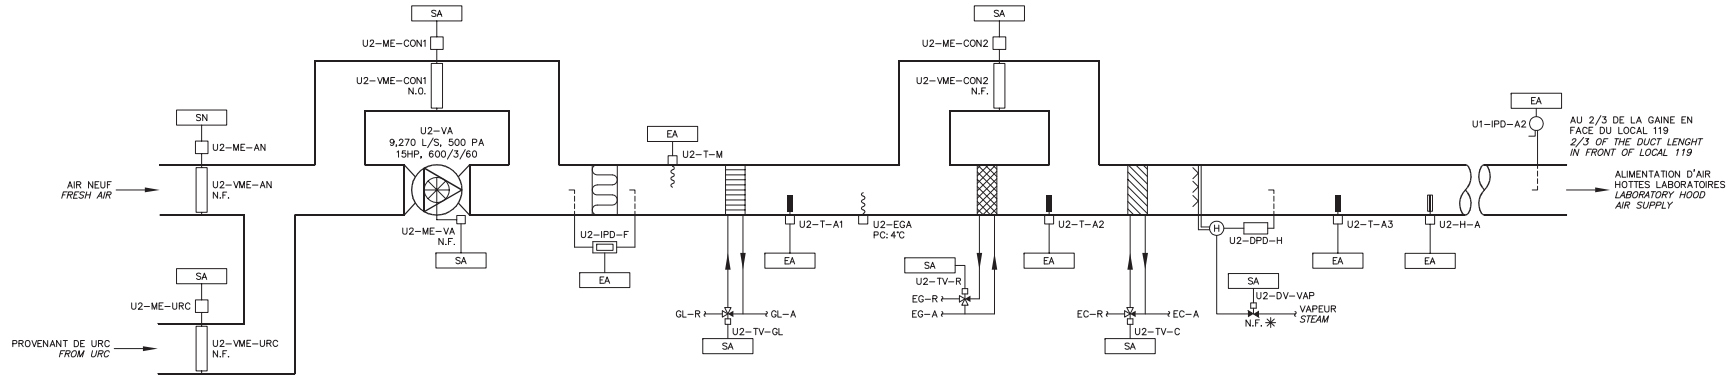 SA
U2-ME-CON1
U2-VME-CON1
N.O.
SA
U2-ME-CON2
U2-VME-CON2
N.F.
SN
U2-ME-AN
U2-VME-AN
N.F.
AIR NEUF
FRESH AIR
U2-VA
9,270 L/S, 500 PA
15HP, 600/3/60
U2-ME-VA
N.F.
SA
EA
U2-T-M
U2-IPD-F
EA
U2-T-A1
EA
U2-EGA
PC: 4°C
GL-R
GL-A
U2-TV-GL
SA
SA
U2-TV-R
EG-R
EG-A
U2-T-A2
EA
EC-R
EC-A
U2-TV-C
SA
H
U2-DPD-H
SA
U2-DV-VAP
N.F. *
VAPEUR
STEAM
U2-T-A3
EA
U2-H-A
EA
EA
U1-IPD-A2
AU 2/3 DE LA GAINE EN
FACE DU LOCAL 119
2/3 OF THE DUCT LENGHT
IN FRONT OF LOCAL 119
ALIMENTATION D'AIR
HOTTES LABORATOIRES
LABORATORY HOOD
AIR SUPPLY
SA
U2-ME-URC
U2-VME-URC
N.F.
PROVENANT DE URC
FROM URC